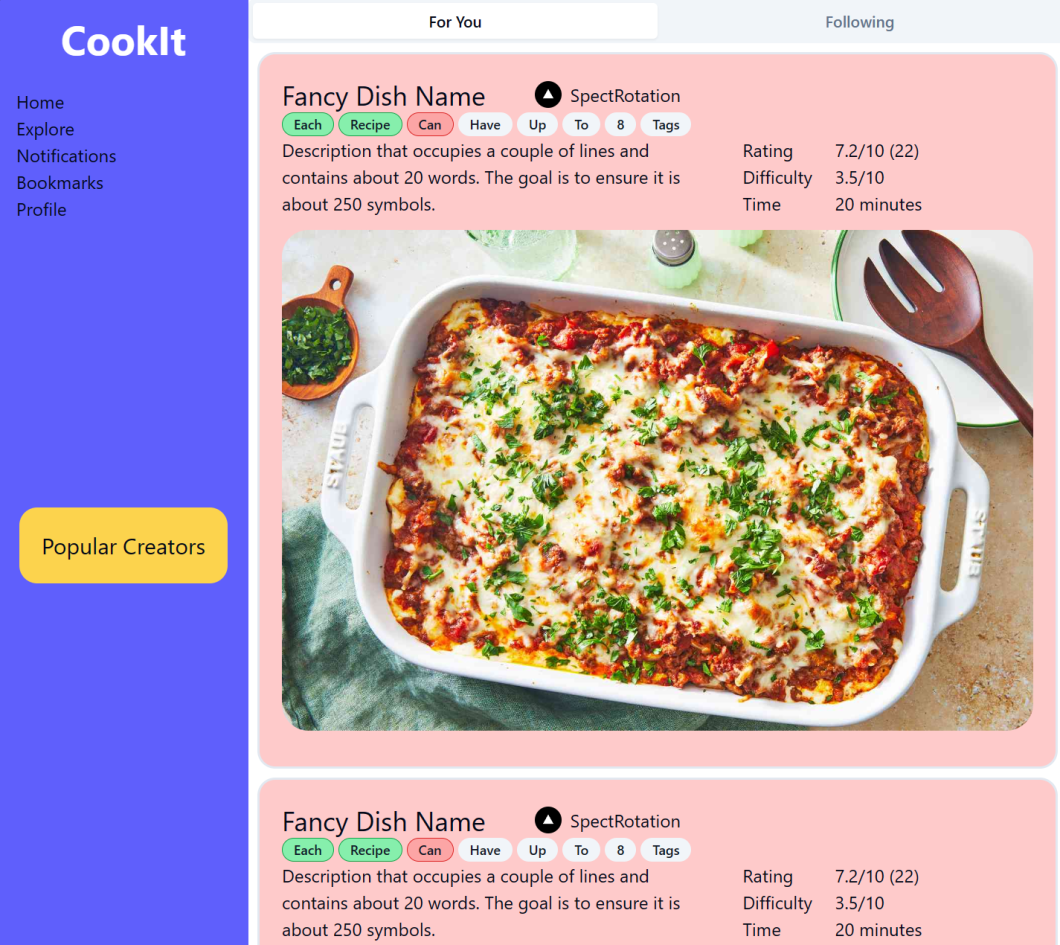 CookIt
Home
Explore
Notifications
Bookmarks
Profile
Popular Creators
For You
Following
Fancy Dish Name
SpectRotation
Each Recipe Can Have Up To 8 Tags
Description that occupies a couple of lines and
contains about 20 words. The goal is to ensure it is
about 250 symbols.
Rating 7.2/10 (22)
Difficulty 3.5/10
Time 20 minutes
STAUB
STAUB
Fancy Dish Name
SpectRotation
Each Recipe Can Have Up To 8 Tags
Description that occupies a couple of lines and
contains about 20 words. The goal is to ensure it is
about 250 symbols.
Rating 7.2/10 (22)
Difficulty 3.5/10
Time 20 minutes